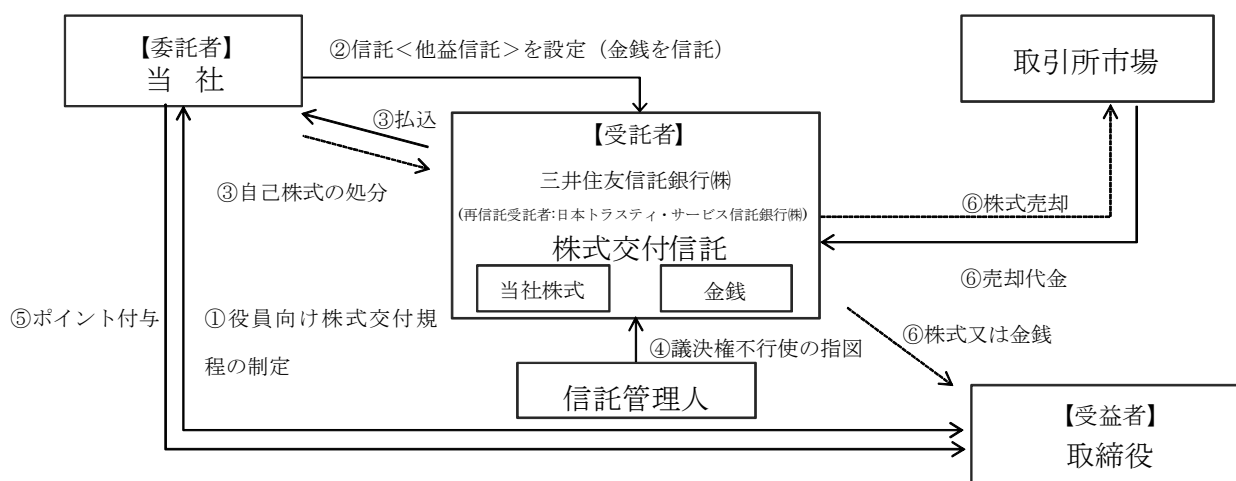 【委託者】
当 社
②信託＜他益信託＞を設定（金銭を信託）
取引所市場
③払込
【受託者】
三井住友信託銀行㈱
③自己株式の処分
(再信託受託者:日本トラスティ・サービス信託銀行㈱)
⑥株式売却
株式交付信託
当社株式
金銭
⑥売却代金
⑤ポイント付与
①役員向け株式交付規
程の制定
⑥株式又は金銭
④議決権不行使の指図
信託管理人
【受益者】
取締役